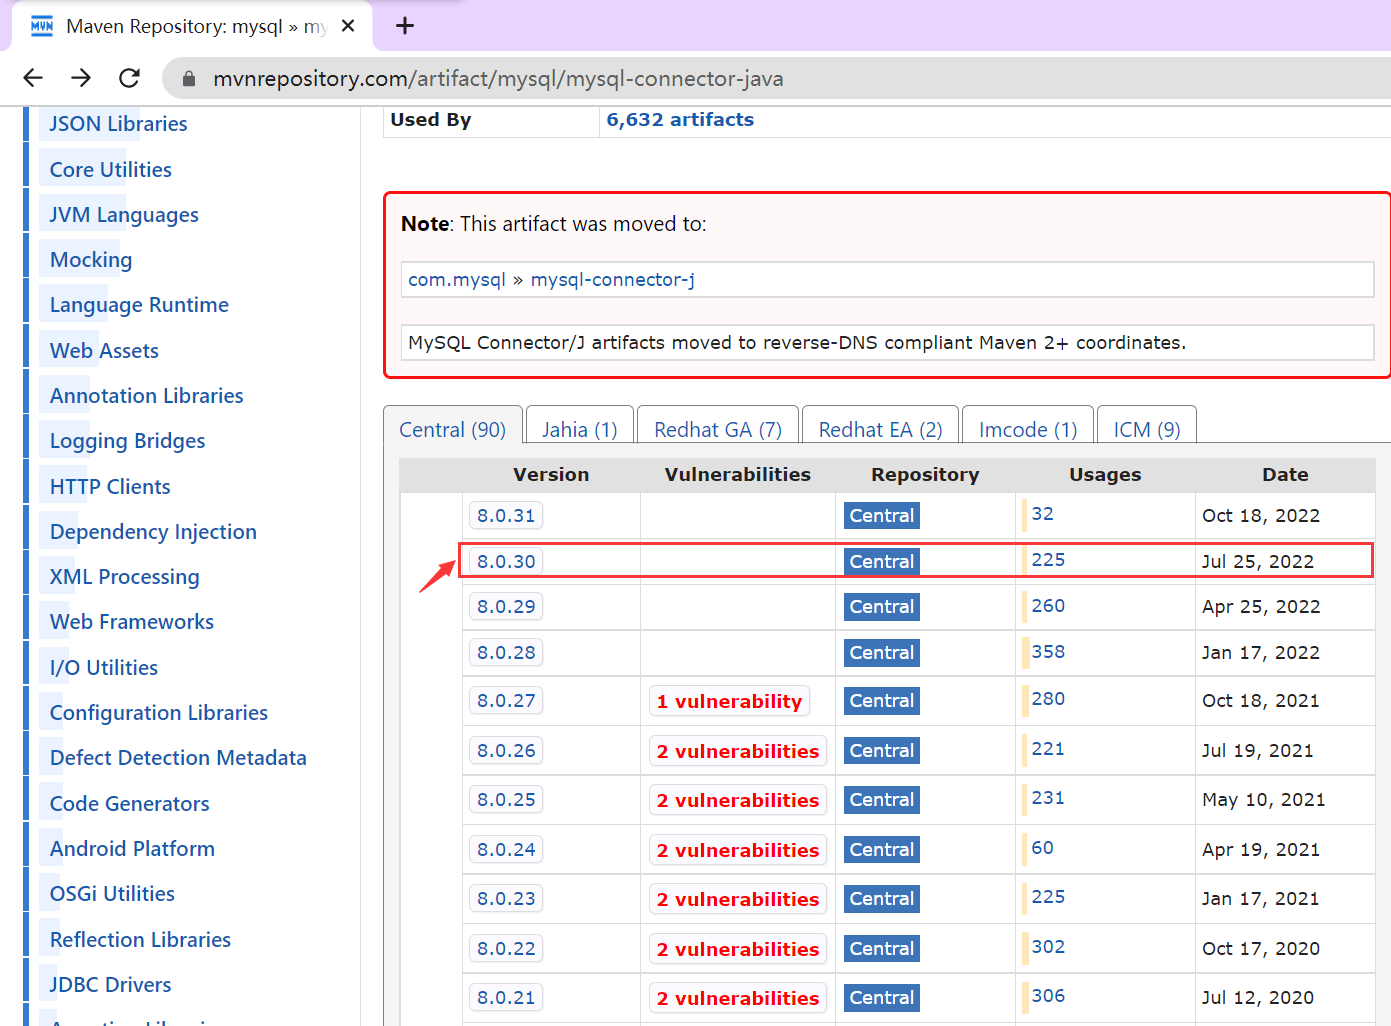 MVN Maven Repository: mysql » my
mvnrepository.com/artifact/mysql/mysql-connector-java
JSON Libraries
Core Utilities
JVM Languages
Mocking
Language Runtime
Web Assets
Annotation Libraries
Logging Bridges
HTTP Clients
Dependency Injection
XML Processing
Web Frameworks
I/O Utilities
Configuration Libraries
Defect Detection Metadata
Code Generators
Android Platform
OSGi Utilities
Reflection Libraries
JDBC Drivers
Used By 6,632 artifacts
Note: This artifact was moved to:
com.mysql » mysql-connector-j
MySQL Connector/J artifacts moved to reverse-DNS compliant Maven 2+ coordinates.
Central (90) Jahia (1) Redhat GA (7) Redhat EA (2) Imcode (1) ICM (9)
Version Vulnerabilities Repository Usages Date
8.0.31 Central 32 Oct 18, 2022
8.0.30 Central 225 Jul 25, 2022
8.0.29 Central 260 Apr 25, 2022
8.0.28 Central 358 Jan 17, 2022
8.0.27 1 vulnerability Central 280 Oct 18, 2021
8.0.26 2 vulnerabilities Central 221 Jul 19, 2021
8.0.25 2 vulnerabilities Central 231 May 10, 2021
8.0.24 2 vulnerabilities Central 60 Apr 19, 2021
8.0.23 2 vulnerabilities Central 225 Jan 17, 2021
8.0.22 2 vulnerabilities Central 302 Oct 17, 2020
8.0.21 2 vulnerabilities Central 306 Jul 12, 2020